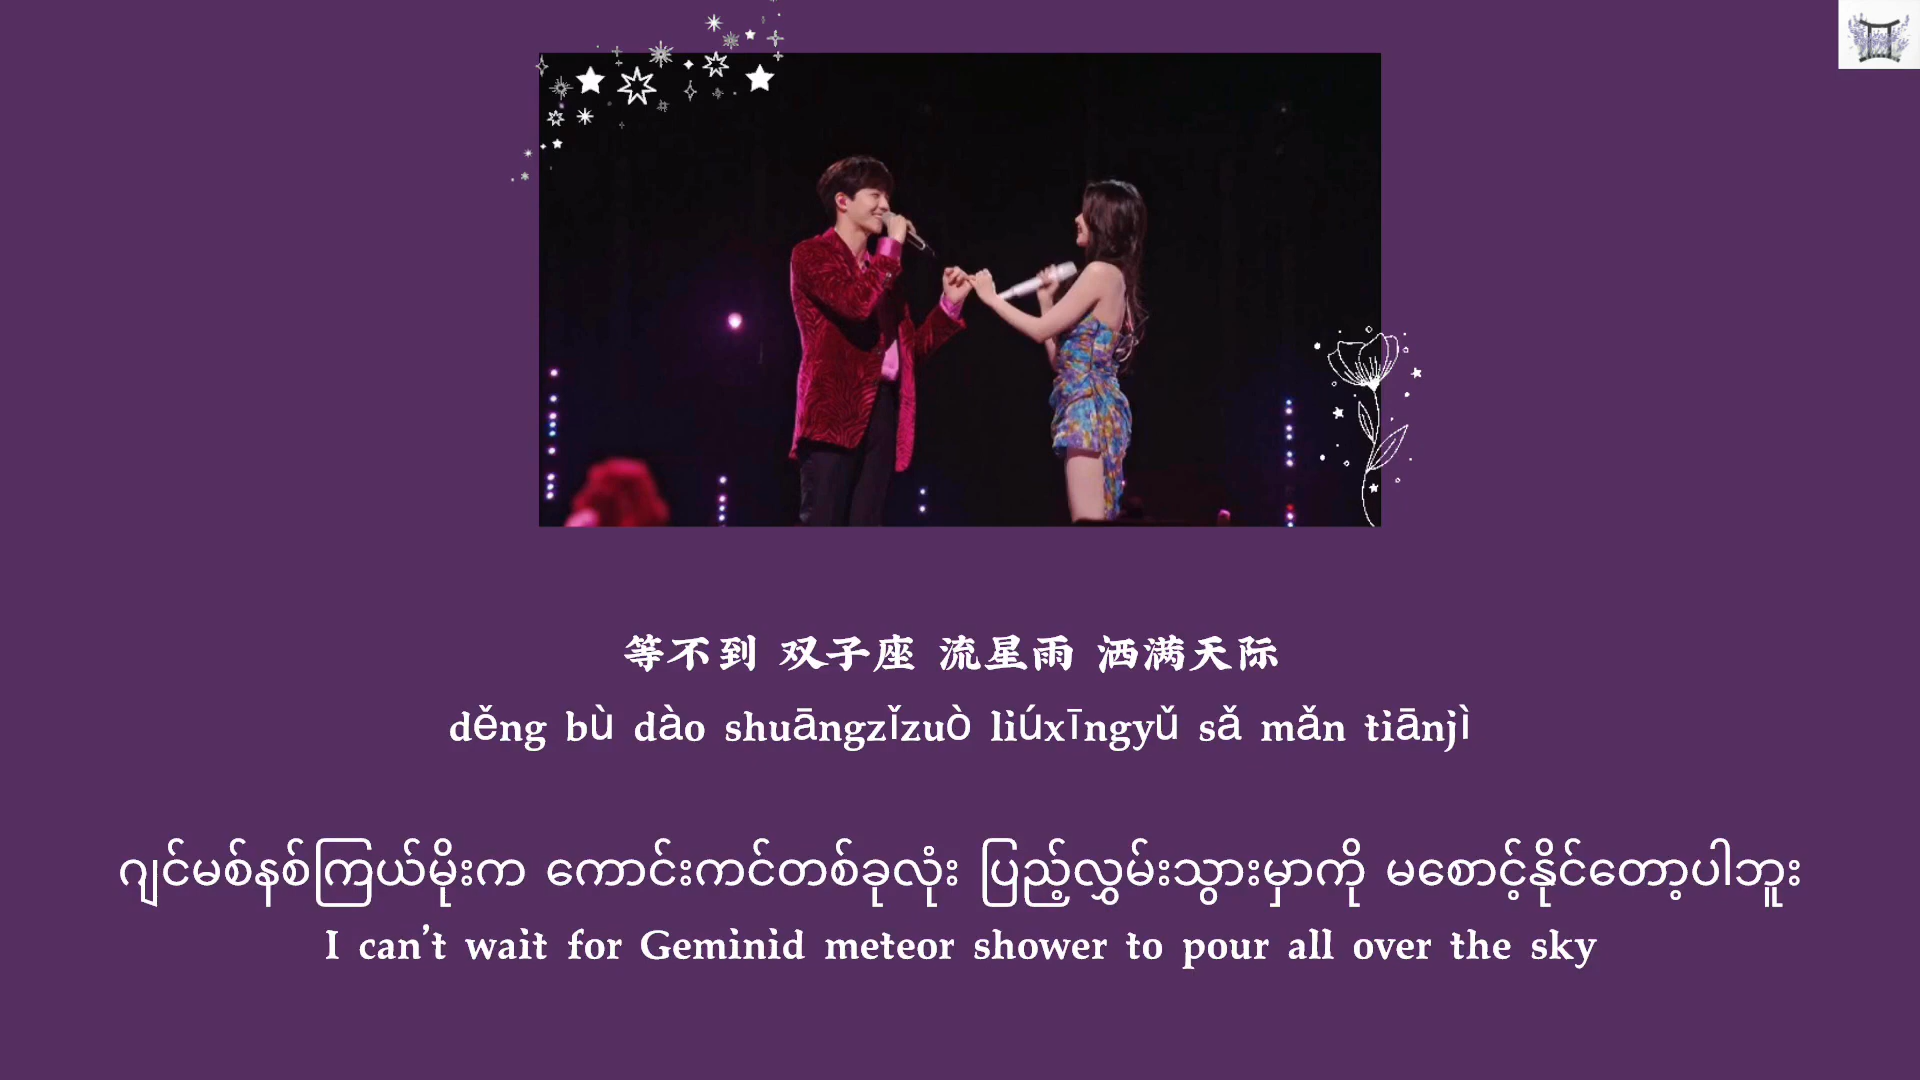 等不到 双子座 流星雨 洒满天际
děng bù dào shuāngzǐzuò liúxīngyǔ sǎ mǎn tiānjì
ဂျင်မစ်နစ်ကြယ်မိုးက ကောင်းကင်တစ်ခုလုံး ပြည့်လွှမ်းသွားမှာကို မစောင့်နိုင်တော့ပါဘူး
I can't wait for Geminid meteor shower to pour all over the sky